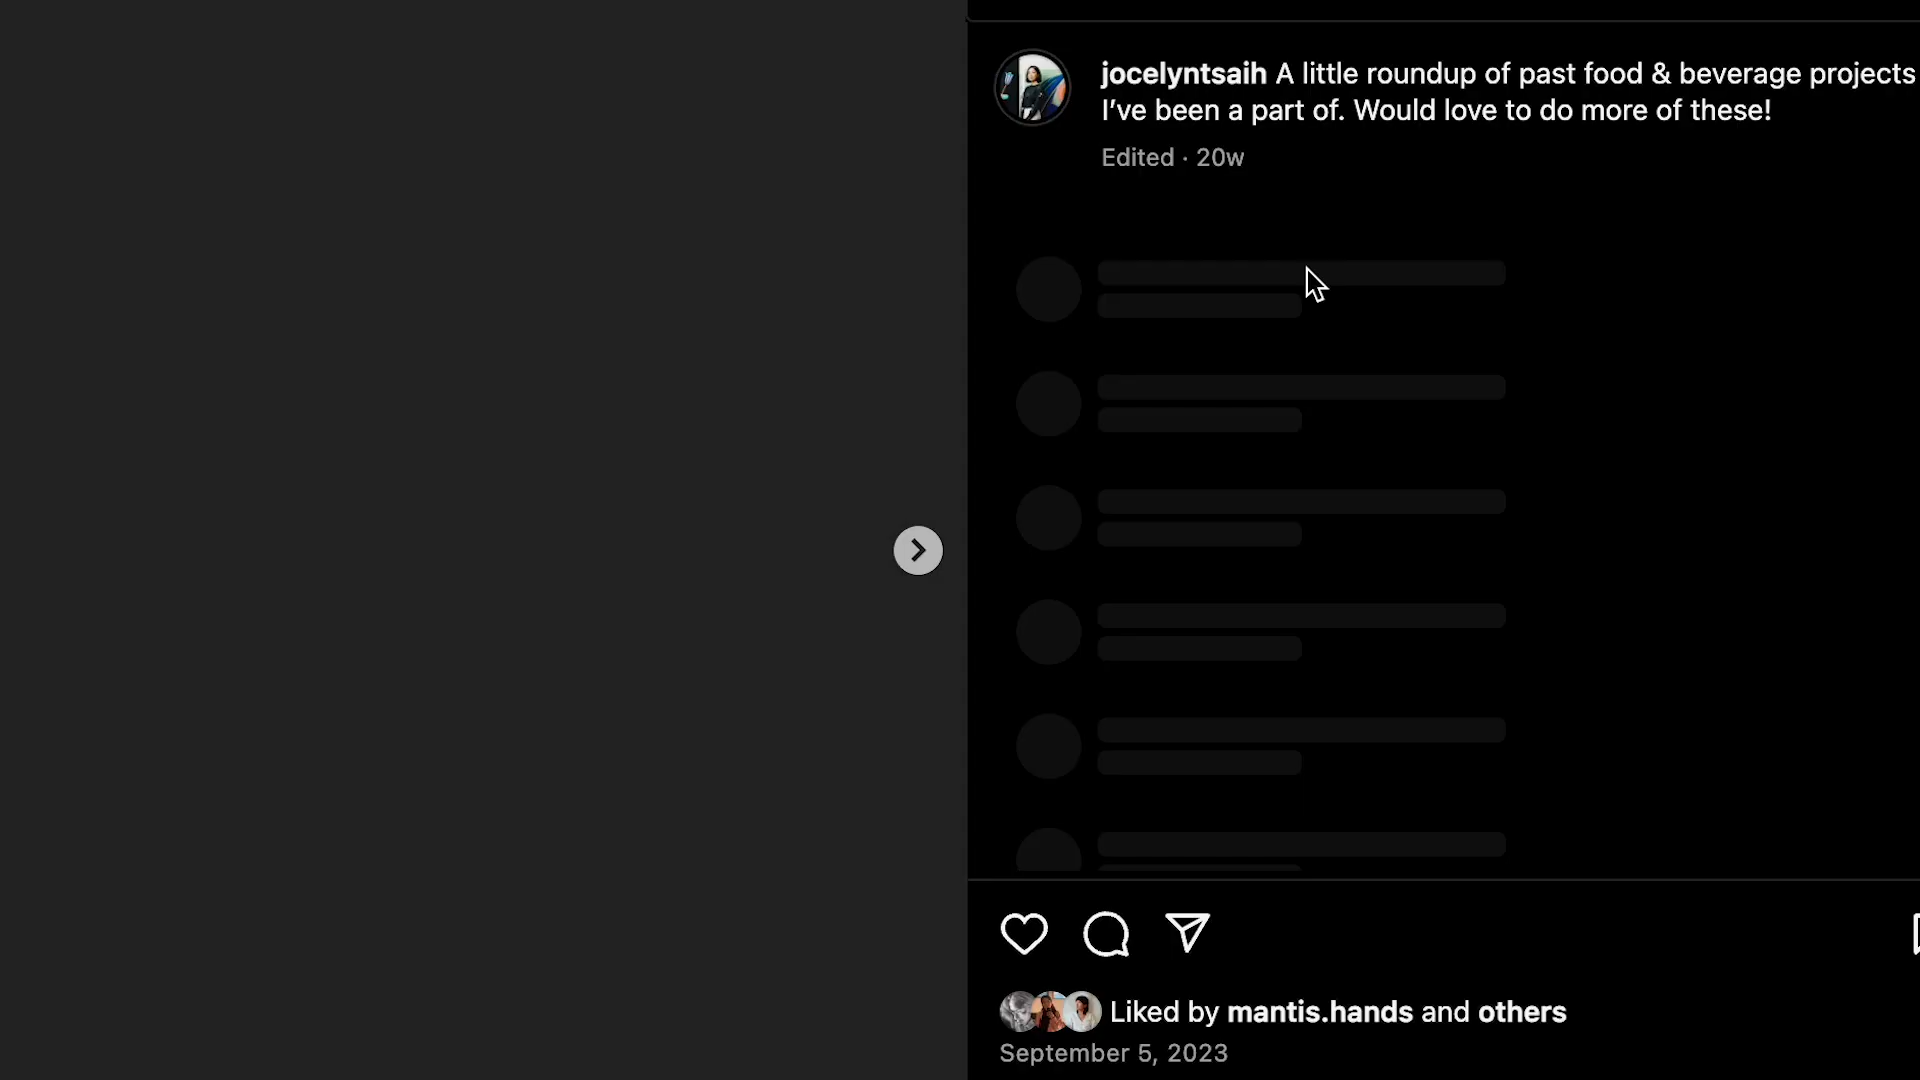 jocelyntsaih A little roundup of past food & beverage projects
I’ve been a part of. Would love to do more of these!
Edited · 20w
Liked by mantis.hands and others
September 5, 2023